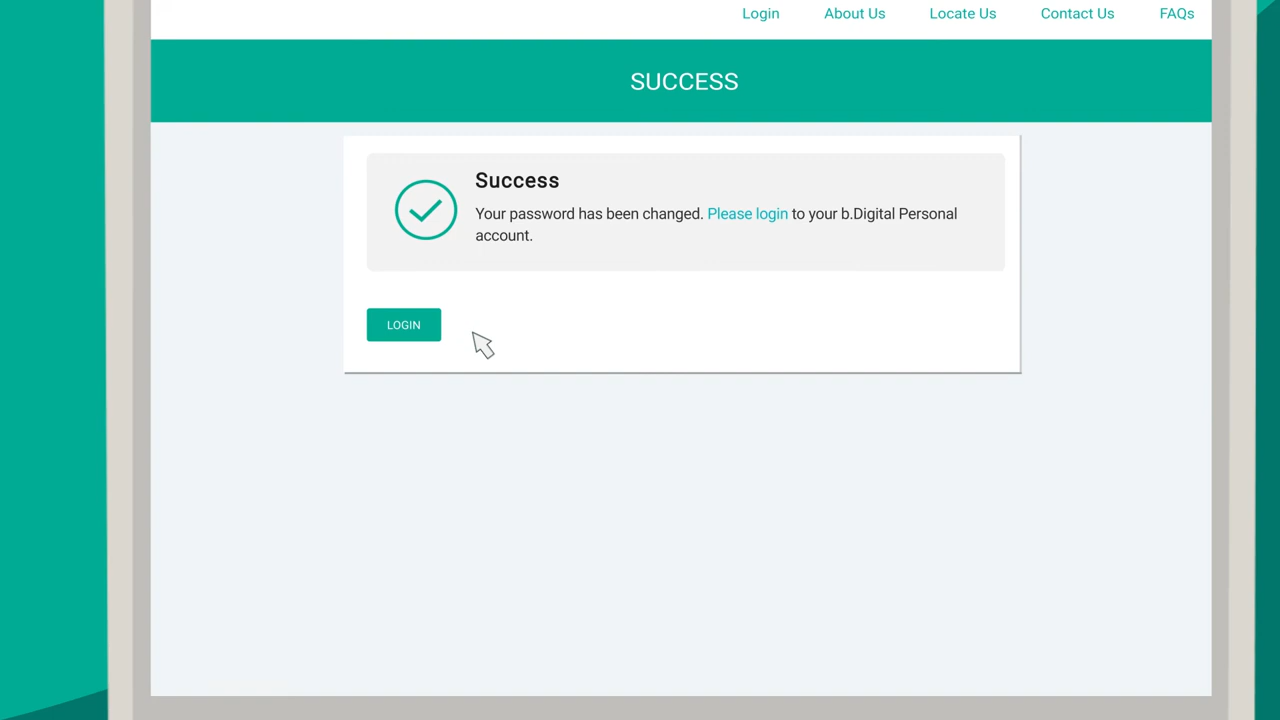 Login About Us Locate Us Contact Us FAQs
SUCCESS
Success
Your password has been changed. Please login to your b.Digital Personal
account.
LOGIN